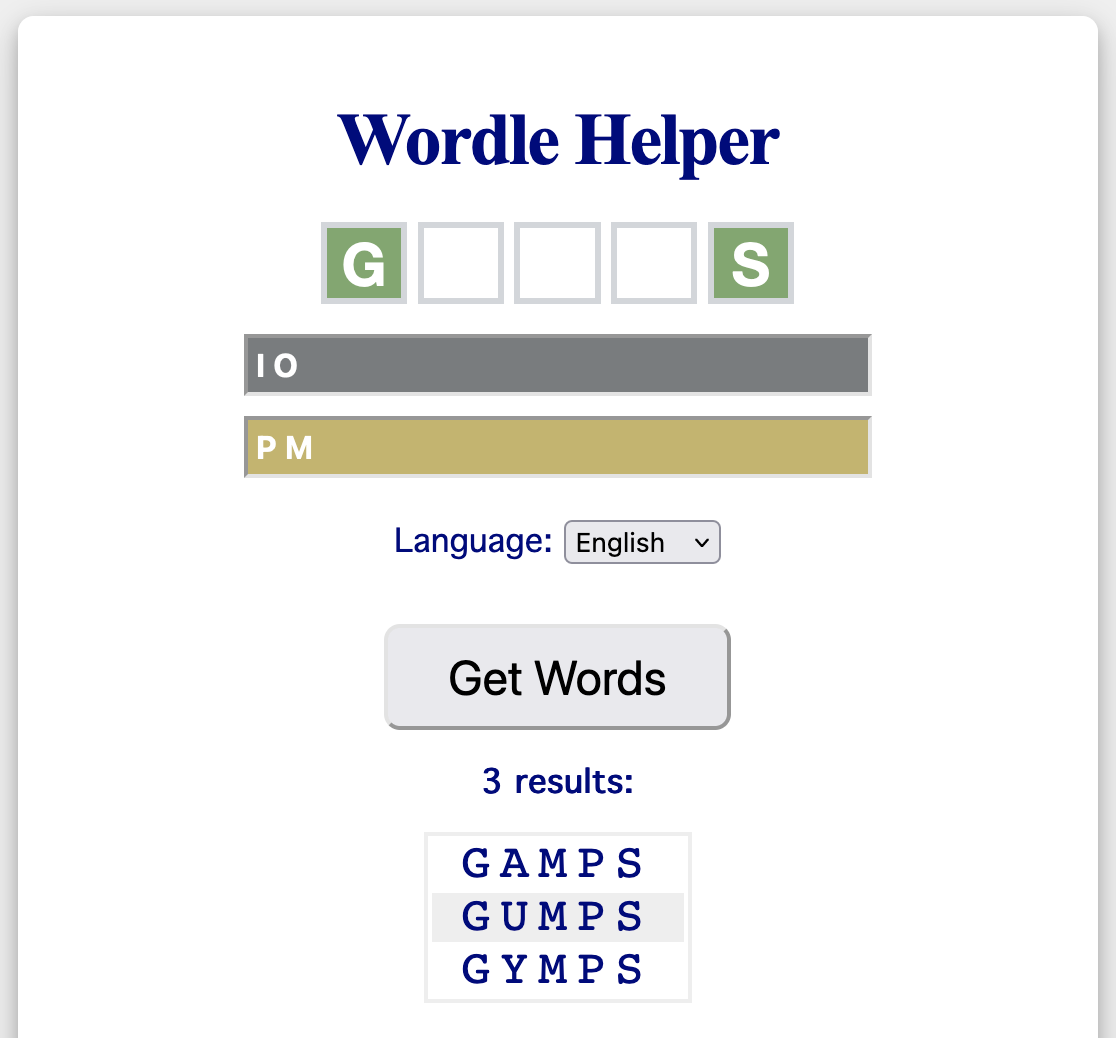 Wordle Helper
G S
I O
P M
Language: English
Get Words
3 results:
GAMPS
GUMPS
GYMPS